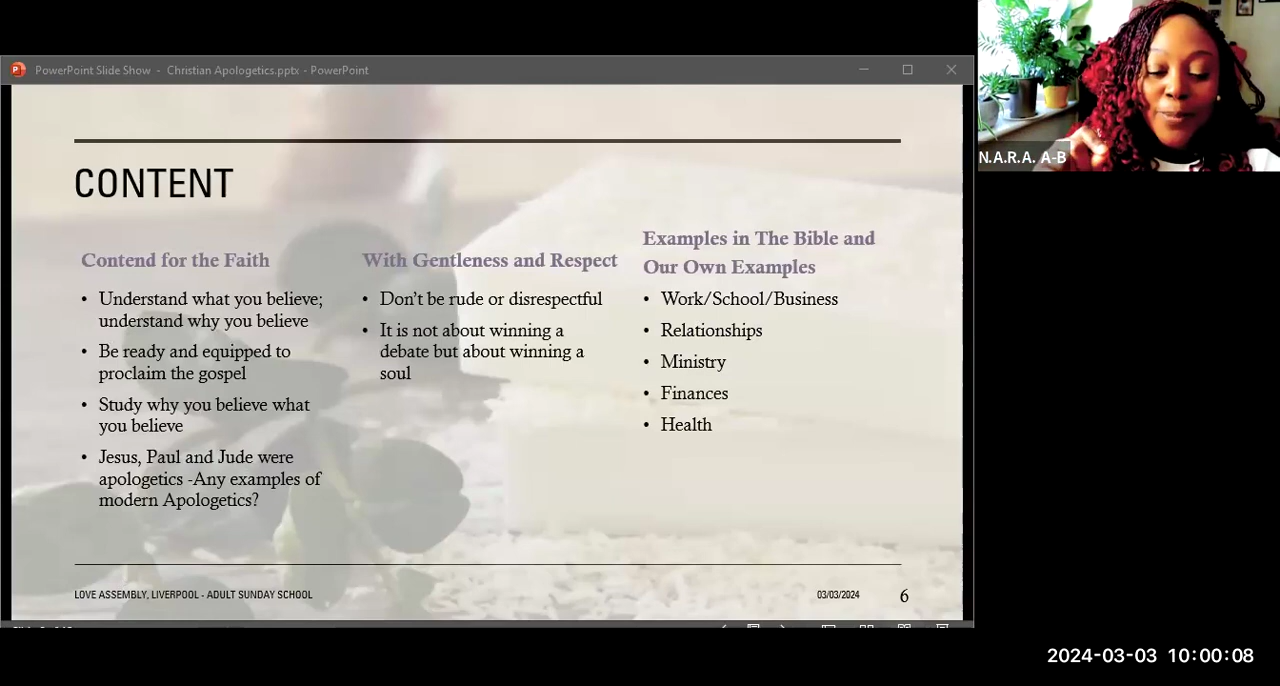 PowerPoint Slide Show - Christian Apologetics.pptx - PowerPoint
N.A.R.A. A-B
CONTENT
Contend for the Faith
• Understand what you believe;
understand why you believe
• Be ready and equipped to
proclaim the gospel
• Study why you believe what
you believe
• Jesus, Paul and Jude were
apologetics -Any examples of
modern Apologetics?
With Gentleness and Respect
• Don't be rude or disrespectful
• It is not about winning a
debate but about winning a
soul
Examples in The Bible and
Our Own Examples
• Work/School/Business
• Relationships
• Ministry
• Finances
• Health
LOVE ASSEMBLY, LIVERPOOL - ADULT SUNDAY SCHOOL
03/03/2024
6
2024-03-03 10:00:08